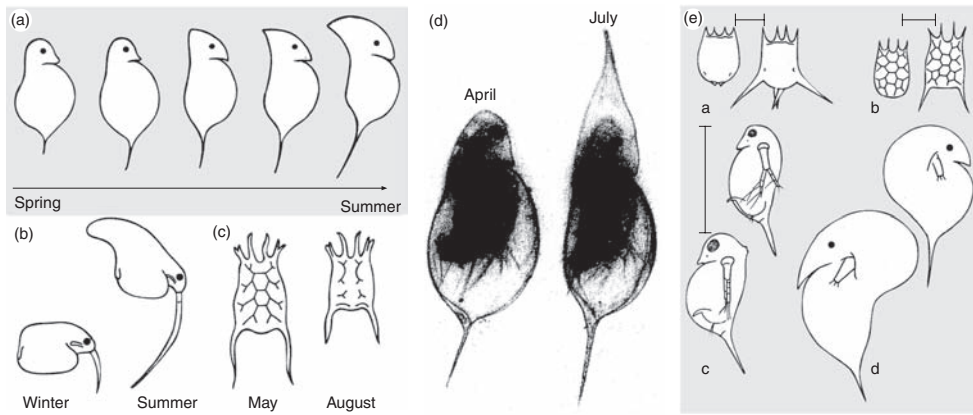 (a)
Spring
Summer
(b)
Winter
Summer
(c)
May
August
(d)
April
July
(e)
a
b
c
d